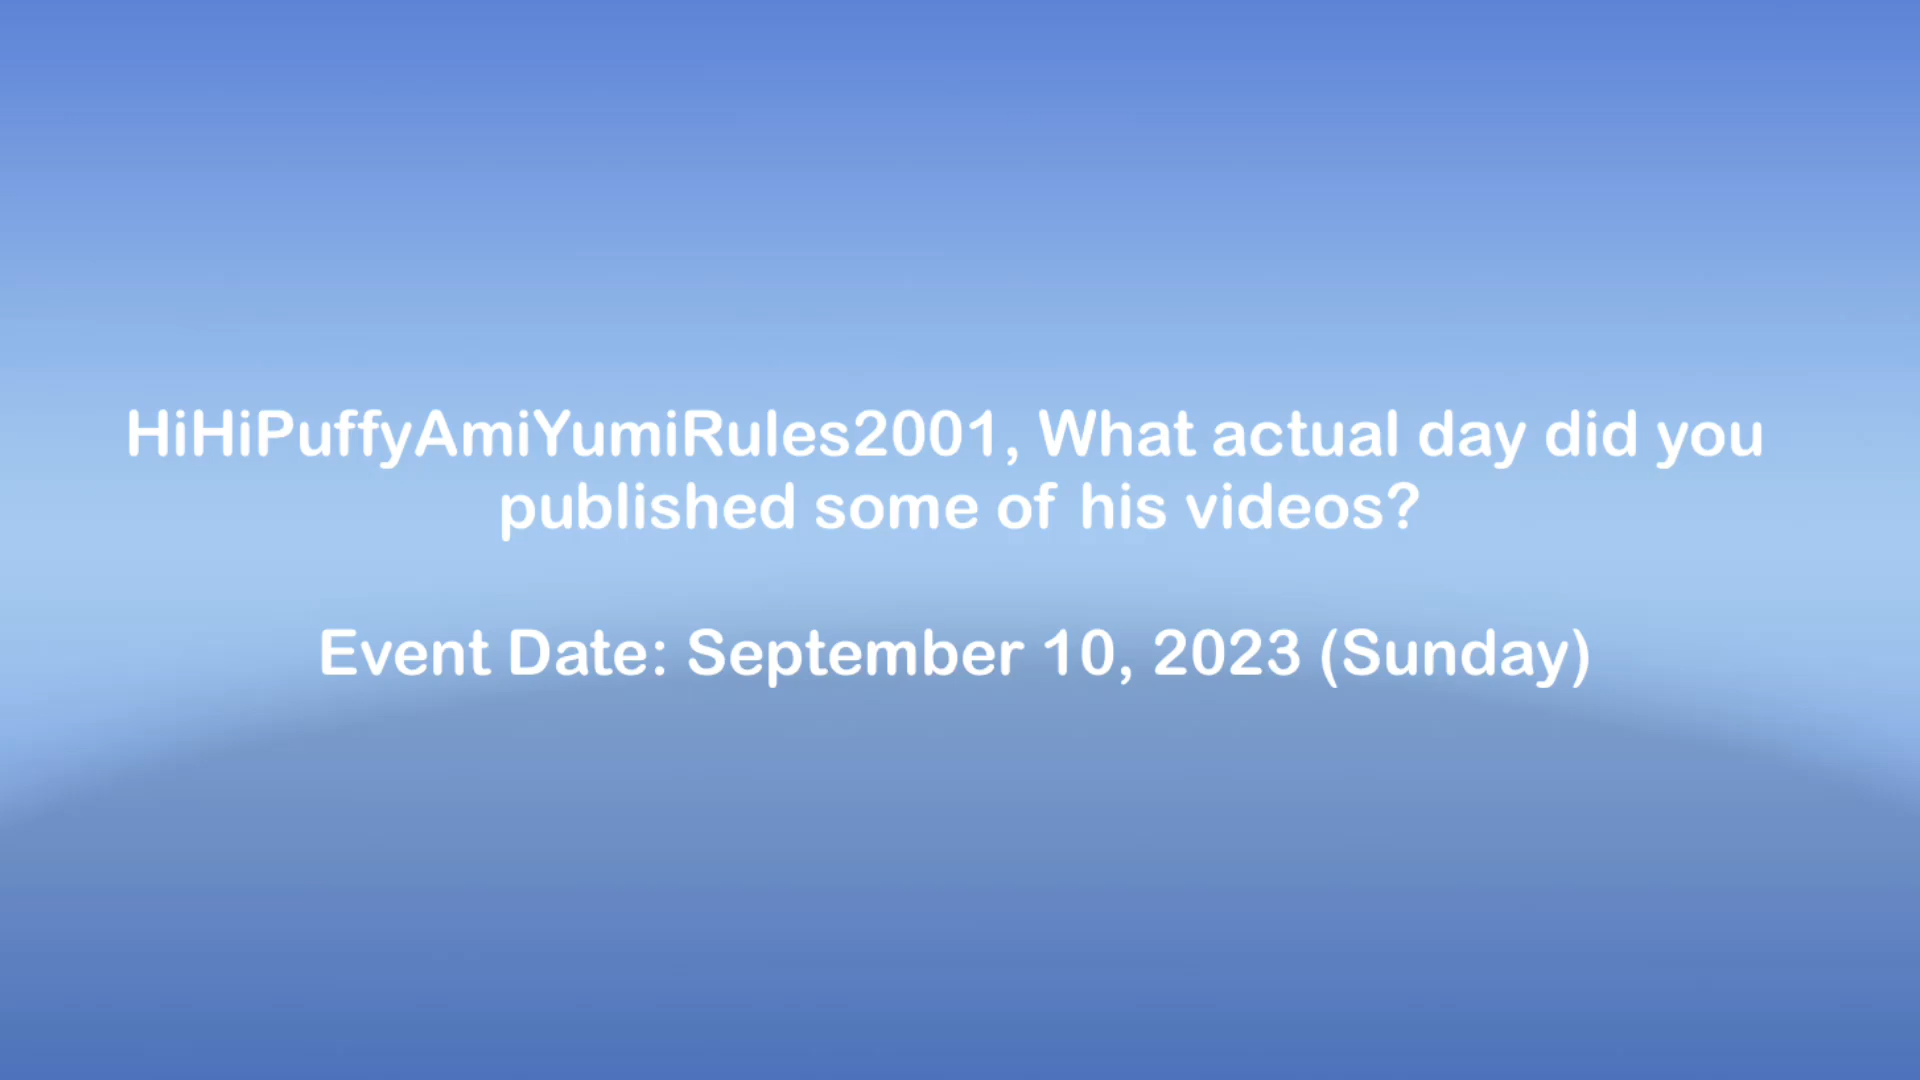 HiHiPuffyAmiYumiRules2001, What actual day did you
published some of his videos?
Event Date: September 10, 2023 (Sunday)